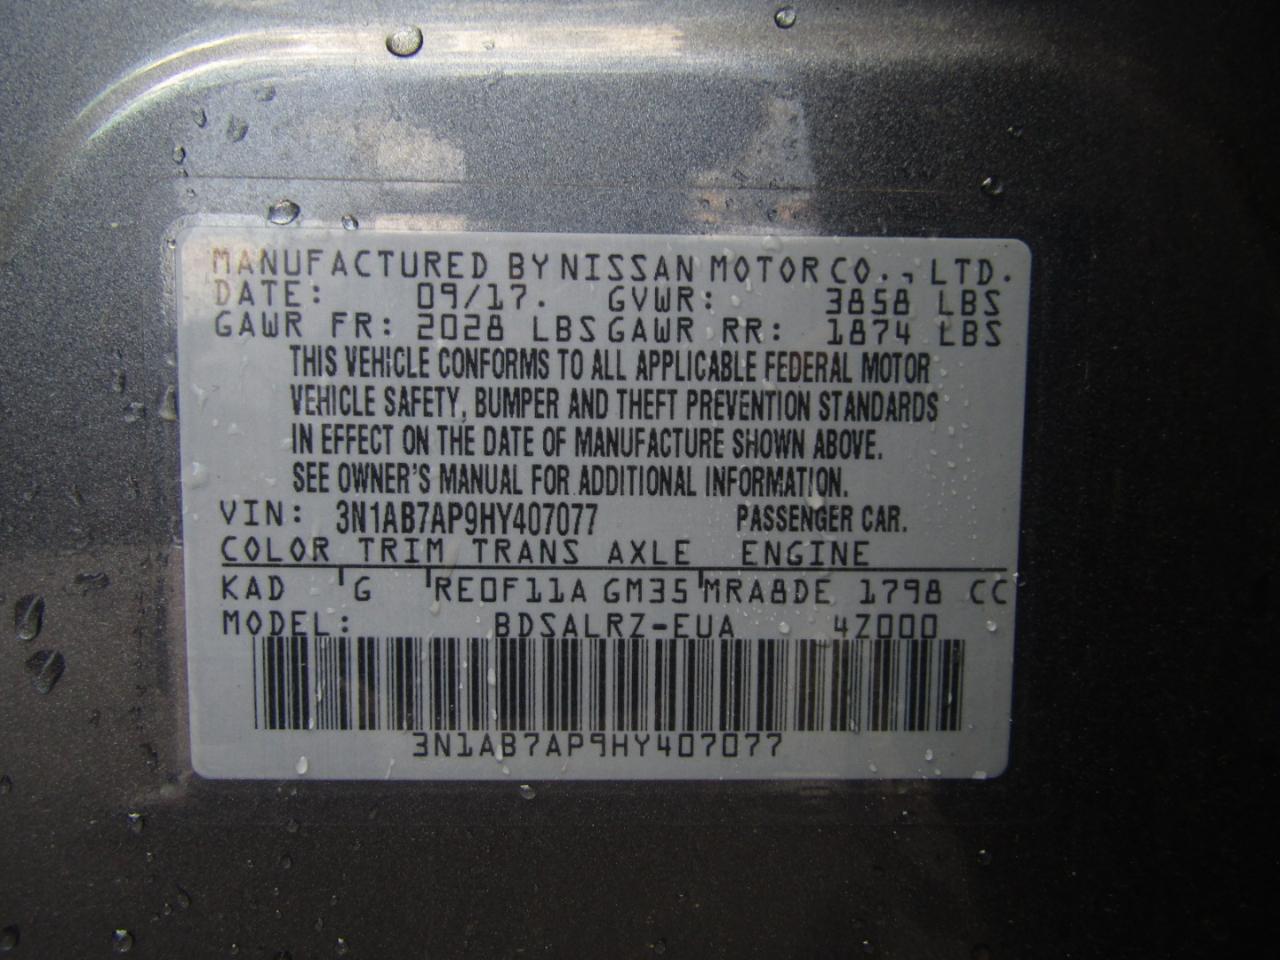 MANUFACTURED BY NISSAN MOTOR CO., LTD.
DATE: 09/17. GVWR: 3858 LBS
GAWR FR: 2028 LBS GAWR RR: 1874 LBS
THIS VEHICLE CONFORMS TO ALL APPLICABLE FEDERAL MOTOR
VEHICLE SAFETY, BUMPER AND THEFT PREVENTION STANDARDS
IN EFFECT ON THE DATE OF MANUFACTURE SHOWN ABOVE.
SEE OWNER'S MANUAL FOR ADDITIONAL INFORMATION.
VIN: 3N1AB7AP9HY407077 PASSENGER CAR.
COLOR TRIM TRANS AXLE ENGINE
KAD G RE0F11A GM35 MRA8DE 1798 CC
MODEL: BDSALRZ-EUA 4Z000
3N1AB7AP9HY407077